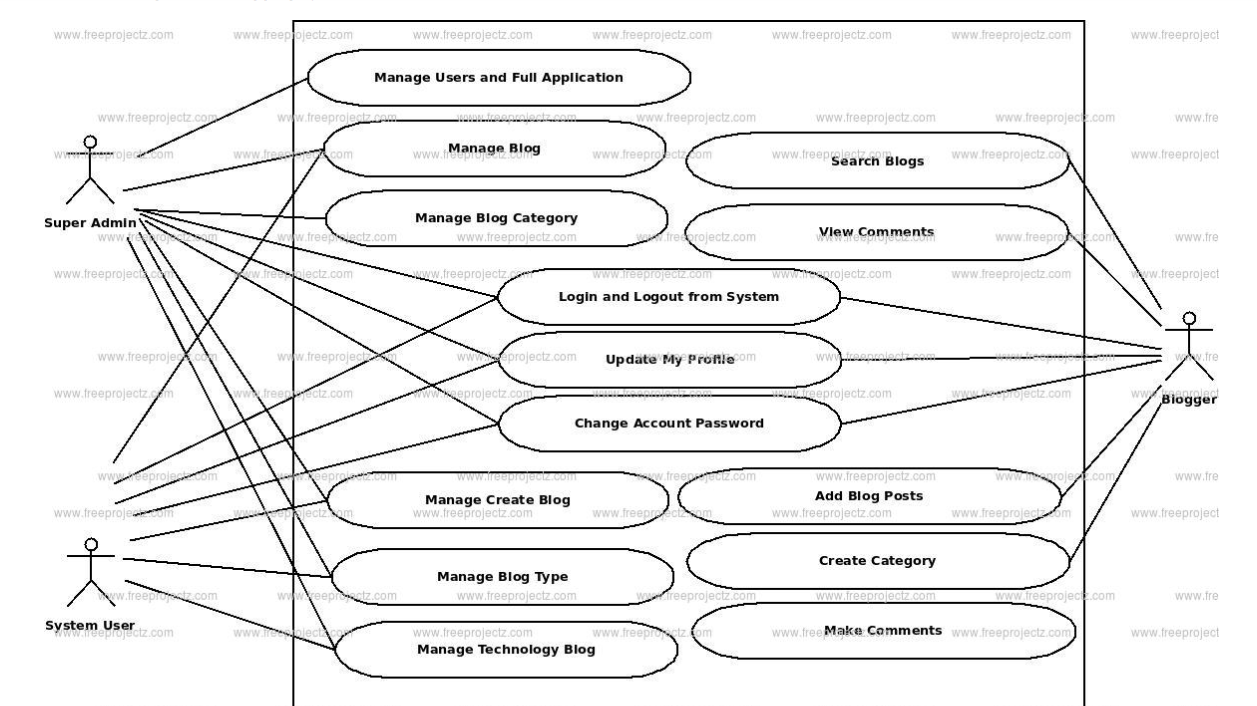 Manage Users and Full Application
Manage Blog
Search Blogs
Super Admin
Manage Blog Category
View Comments
Login and Logout from System
Update My Profile
Blogger
Change Account Password
Manage Create Blog
Add Blog Posts
Create Category
Manage Blog Type
System User
Make Comments
Manage Technology Blog
www.freeprojectz.com